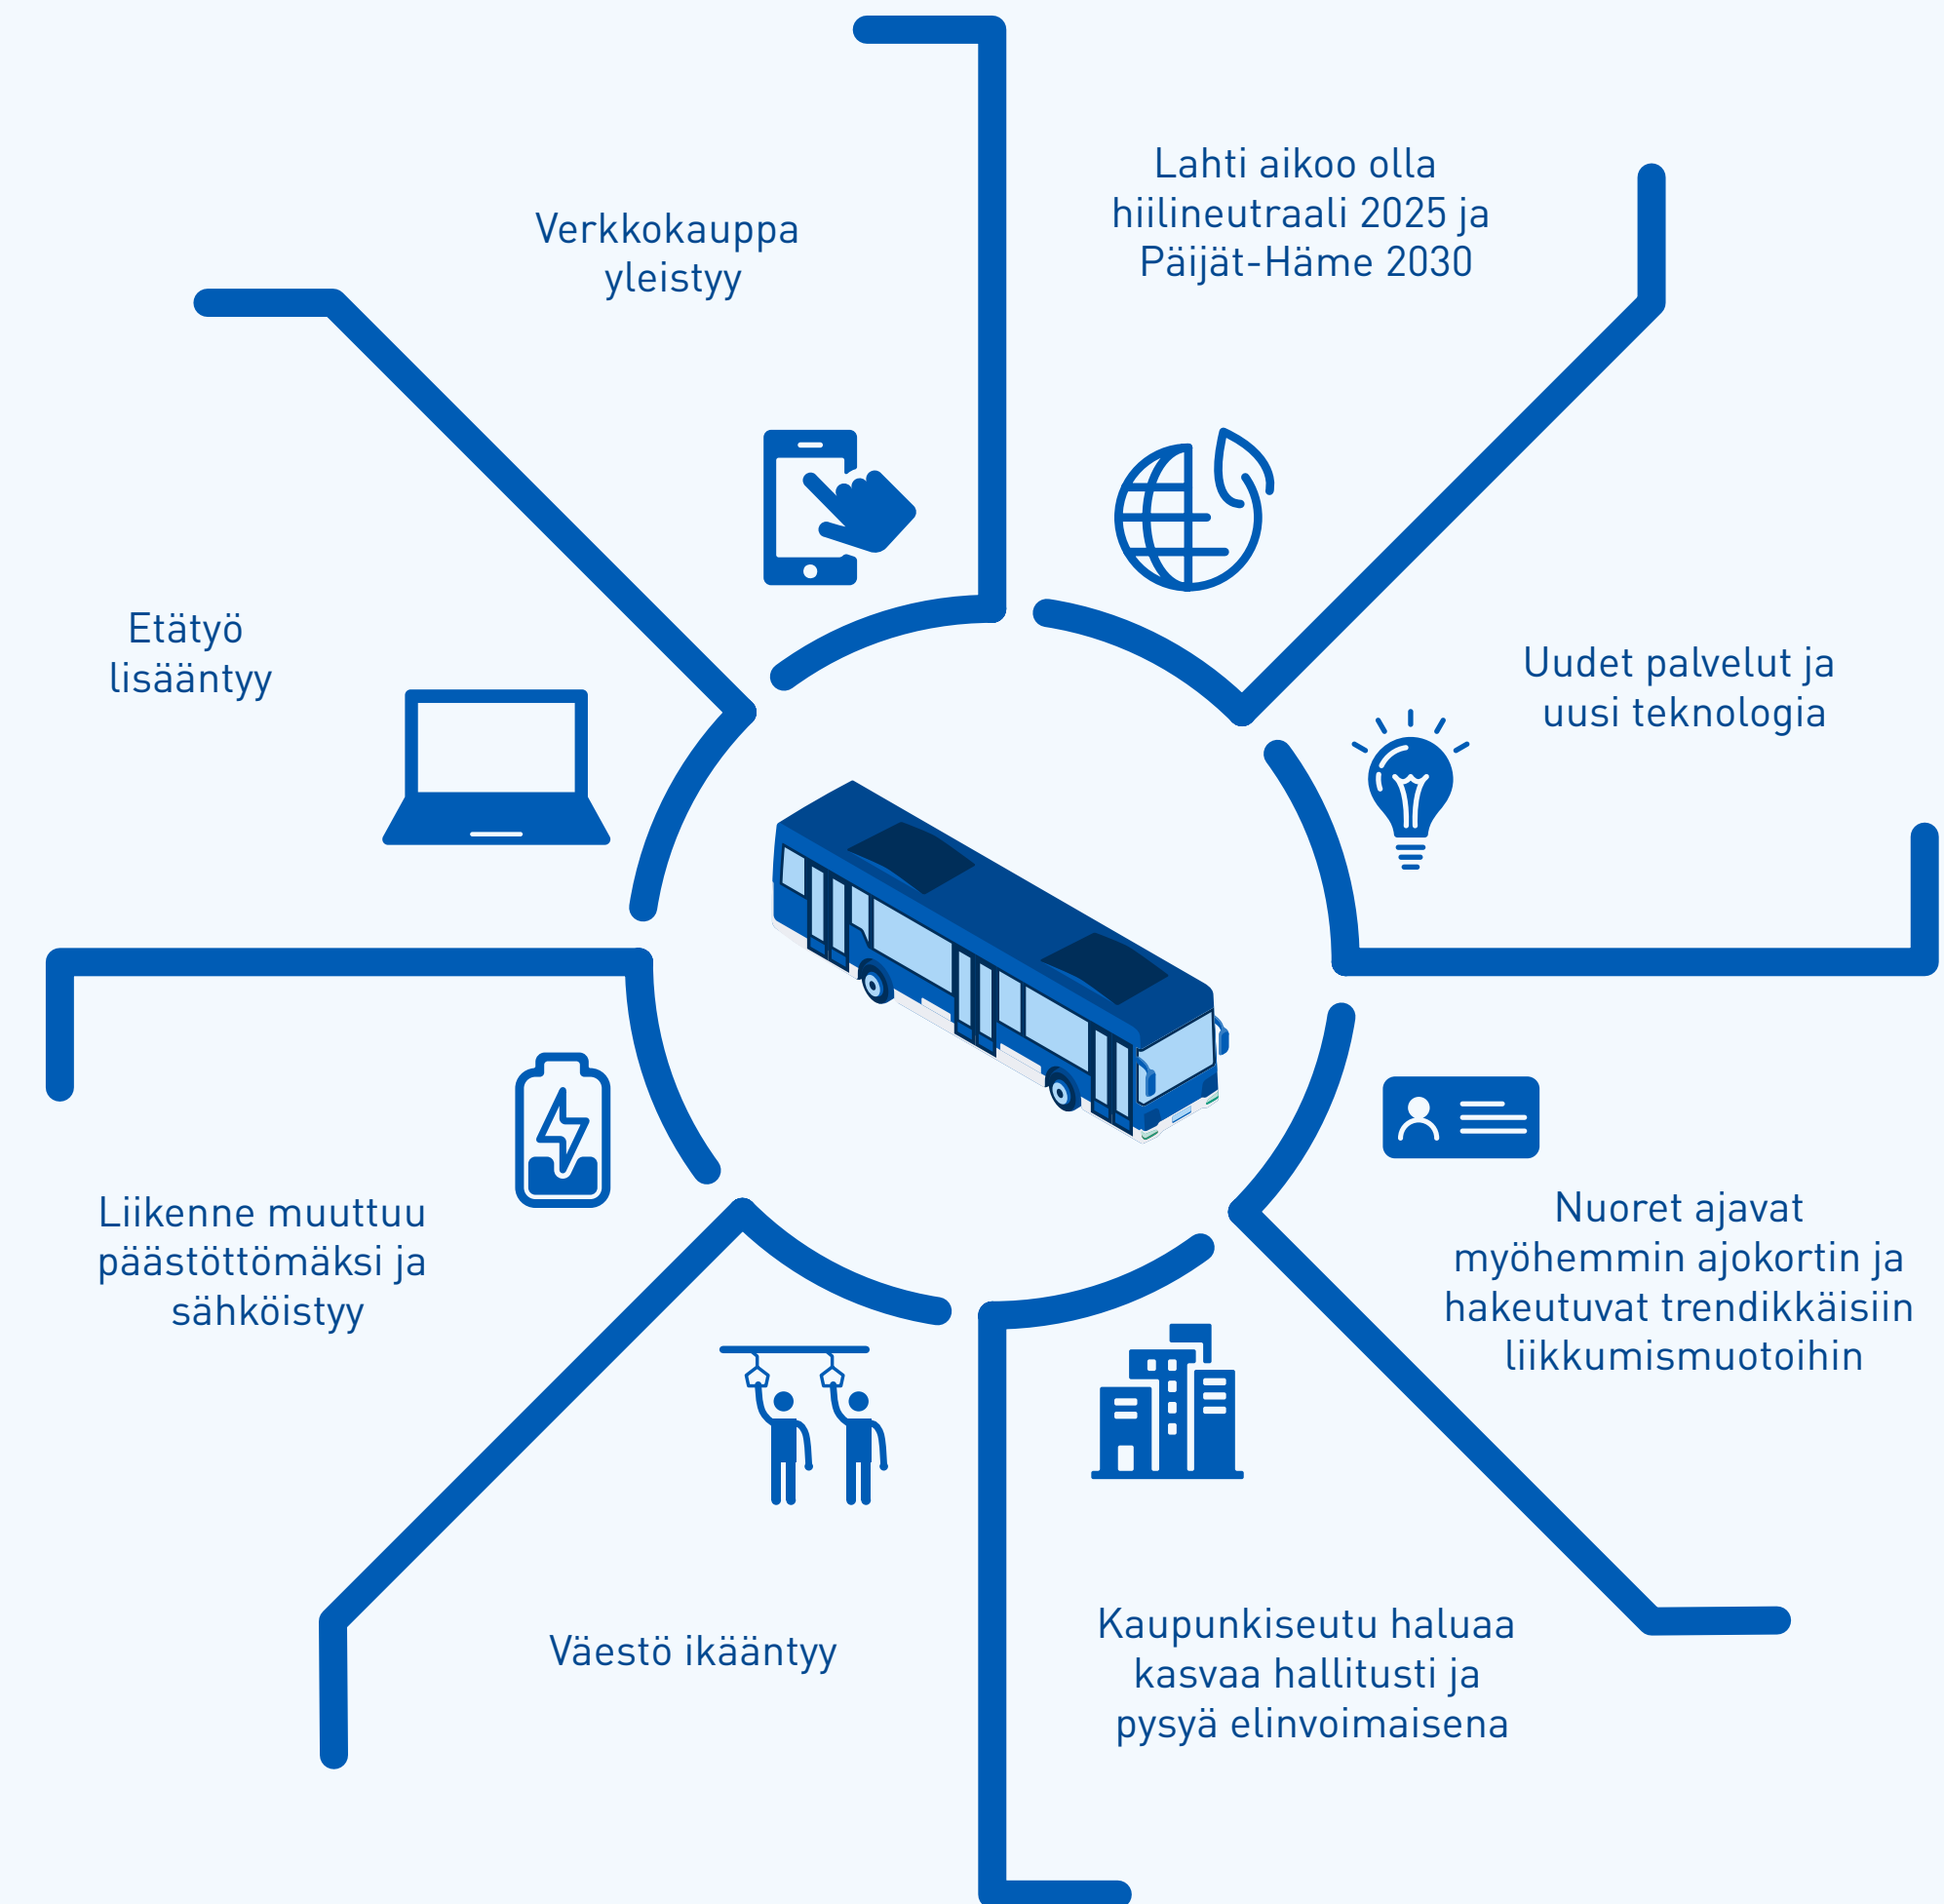 Verkkokauppa
yleistyy
Lahti aikoo olla
hiilineutraali 2025 ja
Päijät-Häme 2030
Uudet palvelut ja
uusi teknologia
Nuoret ajavat
myöhemmin ajokortin ja
hakeutuvat trendikkäisiin
liikkumismuotoihin
Kaupunkiseutu haluaa
kasvaa hallitusti ja
pysyä elinvoimaisena
Väestö ikääntyy
Liikenne muuttuu
päästöttömäksi ja
sähköistyy
Etätyö
lisääntyy